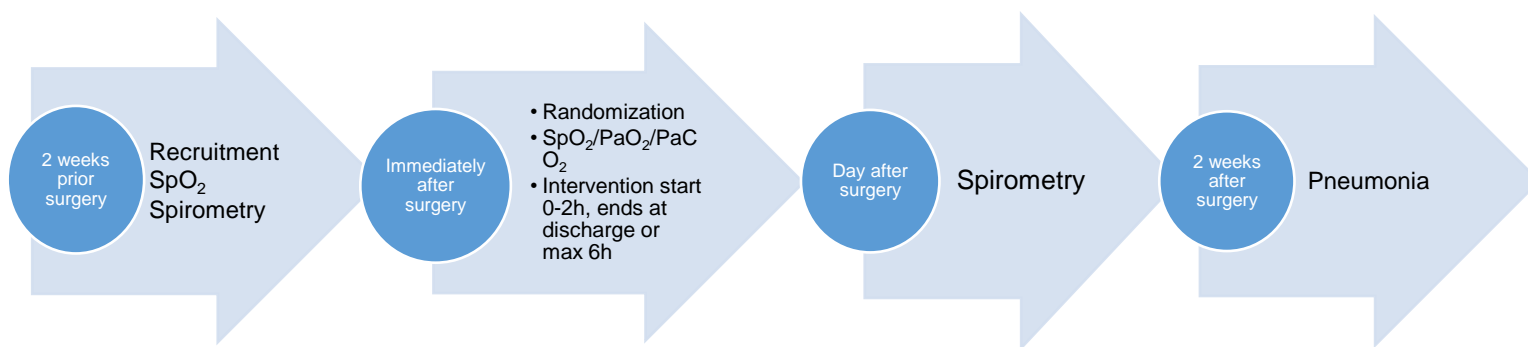 2 weeks
prior
surgery
Recruitment
SpO₂
Spirometry
Immediately
after
surgery
• Randomization
• SpO₂/PaO₂/PaC
O₂
• Intervention start
0-2h, ends at
discharge or
max 6h
Day after
surgery
Spirometry
2 weeks
after
surgery
Pneumonia